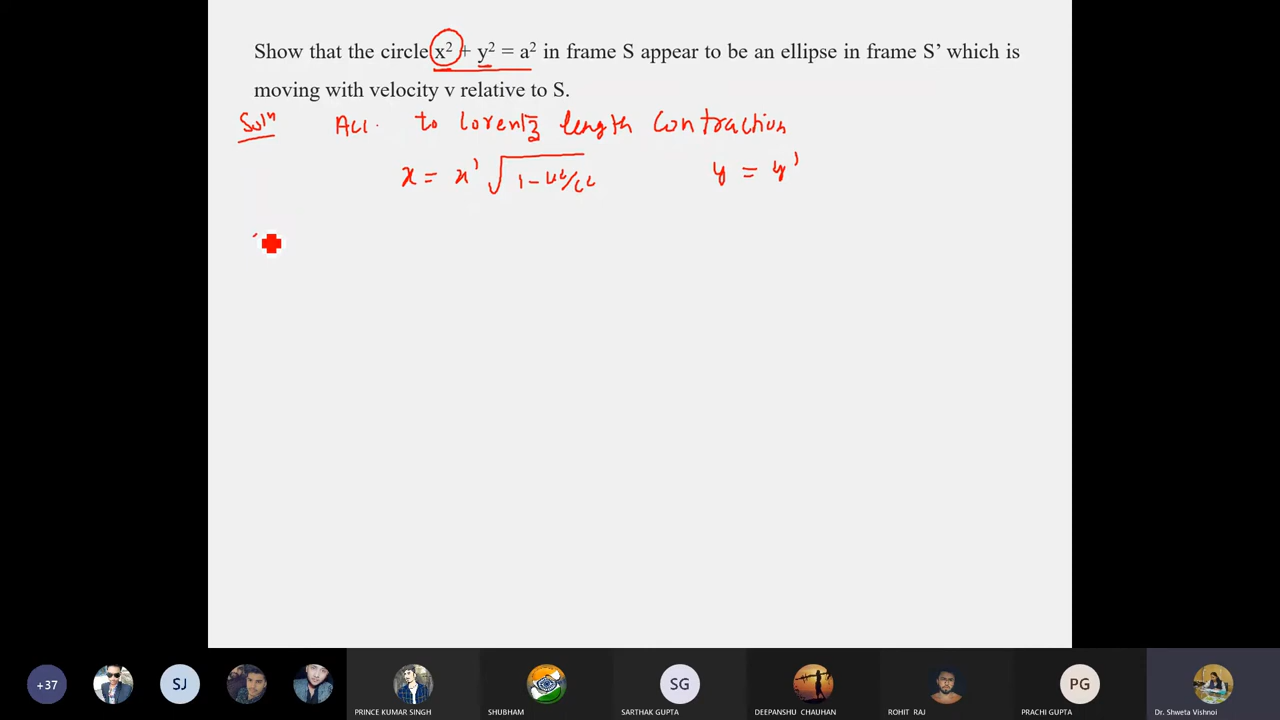 Show that the circle x² + y² = a² in frame S appear to be an ellipse in frame S’ which is
moving with velocity v relative to S.
Soln Acc. to Lorentz length contraction
x = x' √1-v²/c² y = y'
+37 SJ PRINCE KUMAR SINGH SHUBHAM SG SARTHAK GUPTA DEEPANSHU CHAUHAN ROHIT RAJ PG PRACHI GUPTA Dr. Shweta Vishnoi